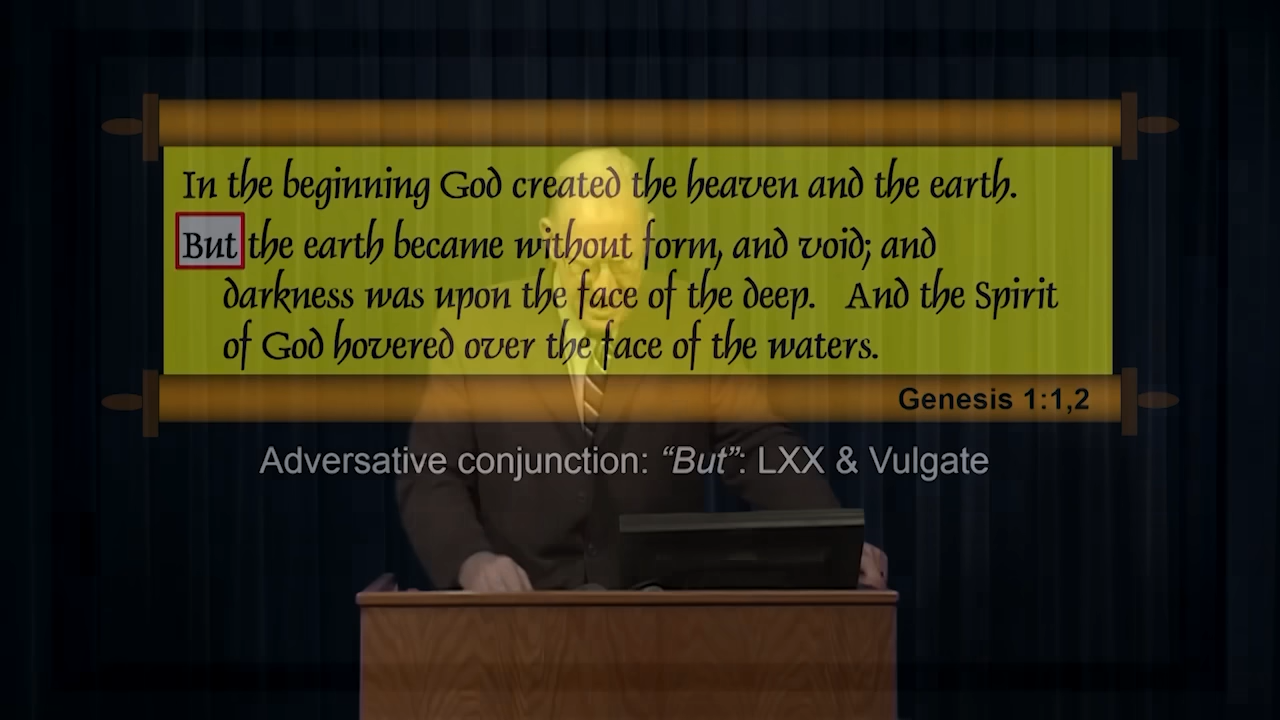 In the beginning God created the heaven and the earth.
But the earth became without form, and void; and
darkness was upon the face of the deep. And the Spirit
of God hovered over the face of the waters.
Genesis 1:1,2
Adversative conjunction: “But”: LXX & Vulgate